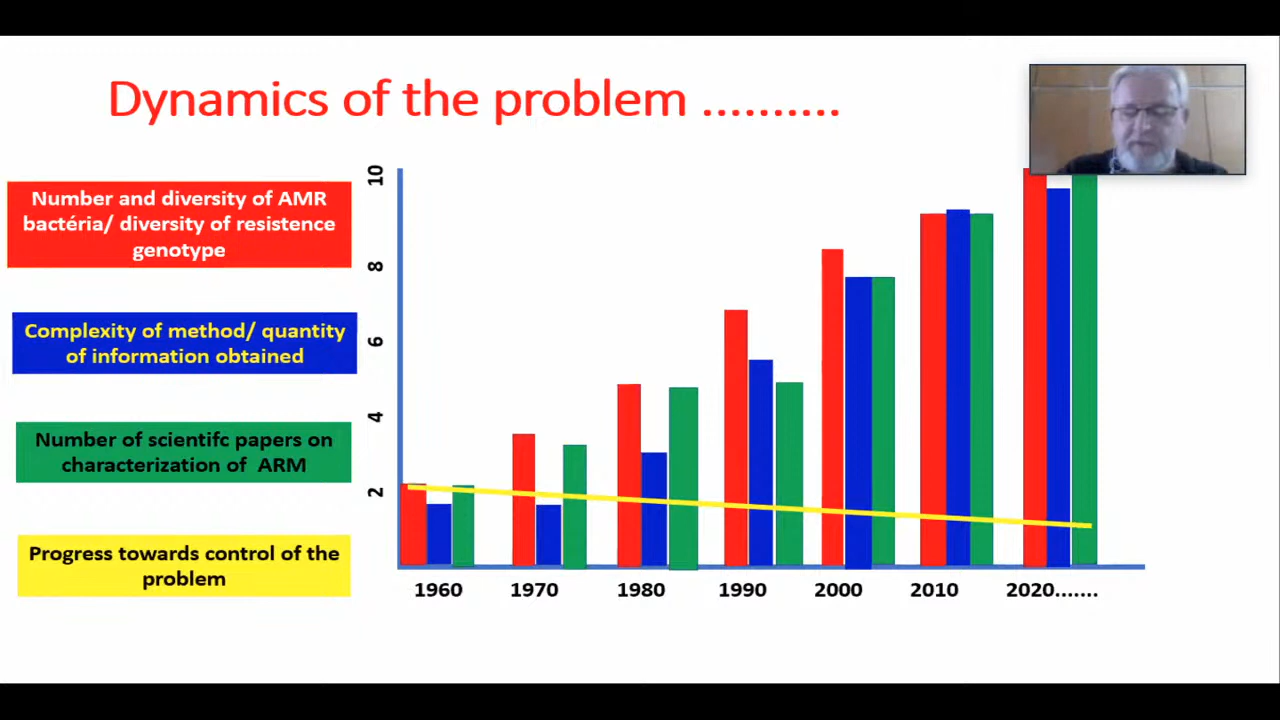 Dynamics of the problem ..........
Number and diversity of AMR
bactéria/ diversity of resistence
genotype
Complexity of method/ quantity
of information obtained
Number of scientifc papers on
characterization of ARM
Progress towards control of the
problem
10
8
6
4
2
1960 1970 1980 1990 2000 2010 2020.......